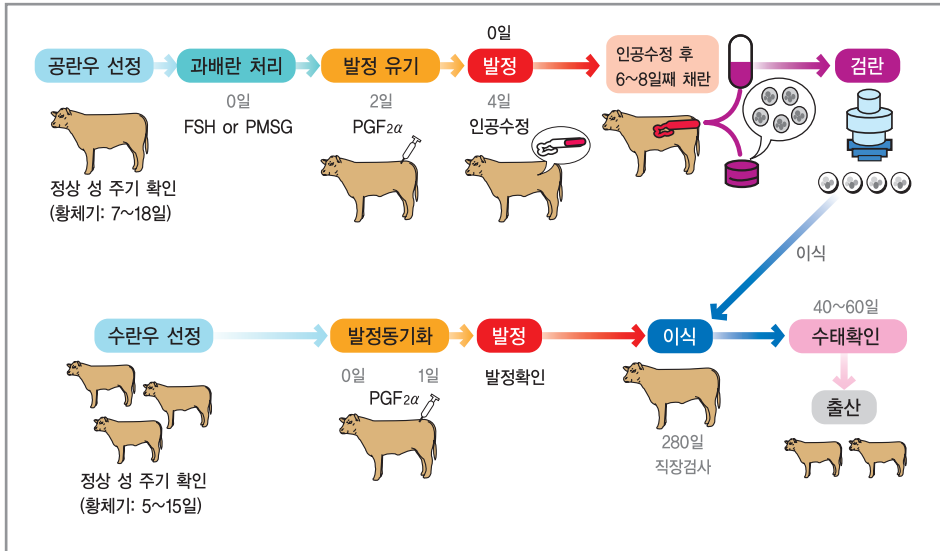 공란우 선정
과배란 처리
발정 유기
0일
발정
인공수정 후
6~8일째 채란
검란
0일
FSH or PMSG
2일
PGF2α
4일
인공수정
정상 성 주기 확인
(황체기: 7~18일)
이식
수란우 선정
발정동기화
발정
이식
40~60일
수태확인
0일 1일
PGF2α
발정확인
출산
280일
직장검사
정상 성 주기 확인
(황체기: 5~15일)